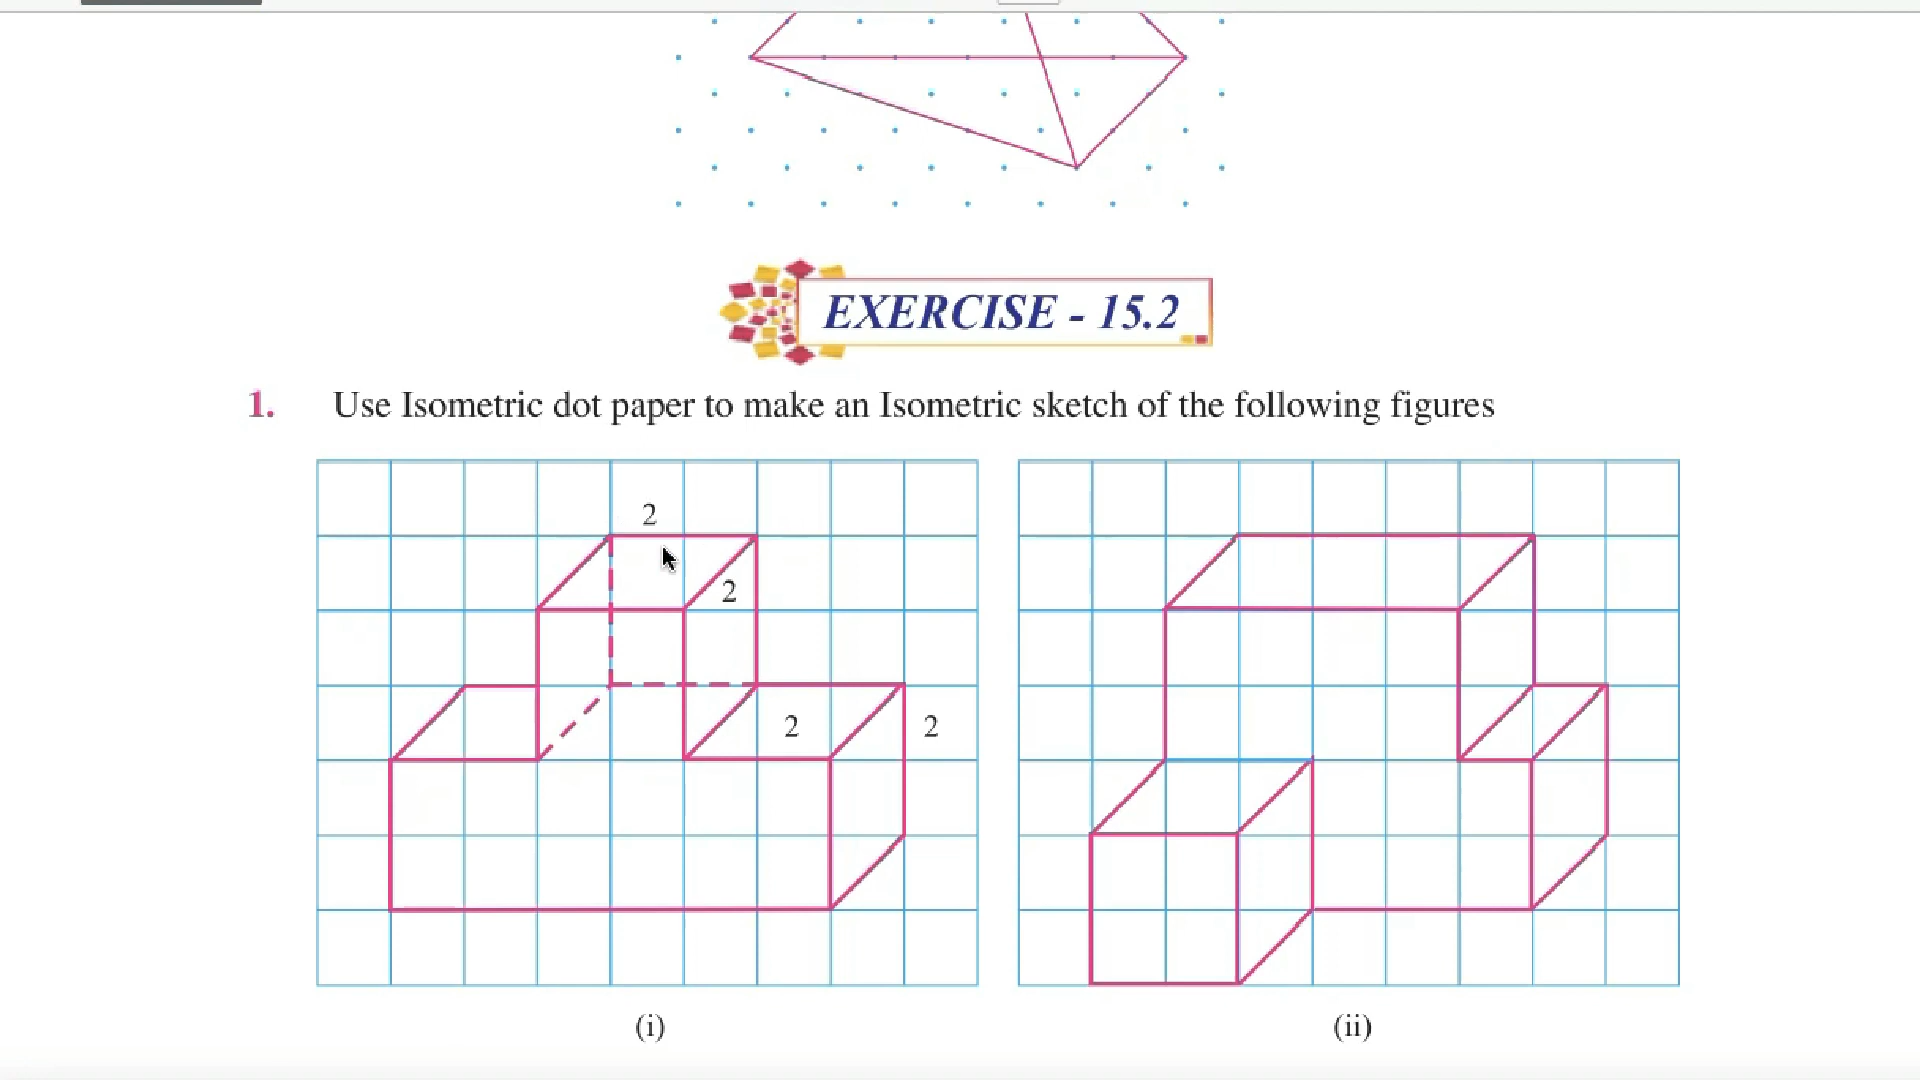 EXERCISE - 15.2
1. Use Isometric dot paper to make an Isometric sketch of the following figures
2
2
2
2
(i)
(ii)